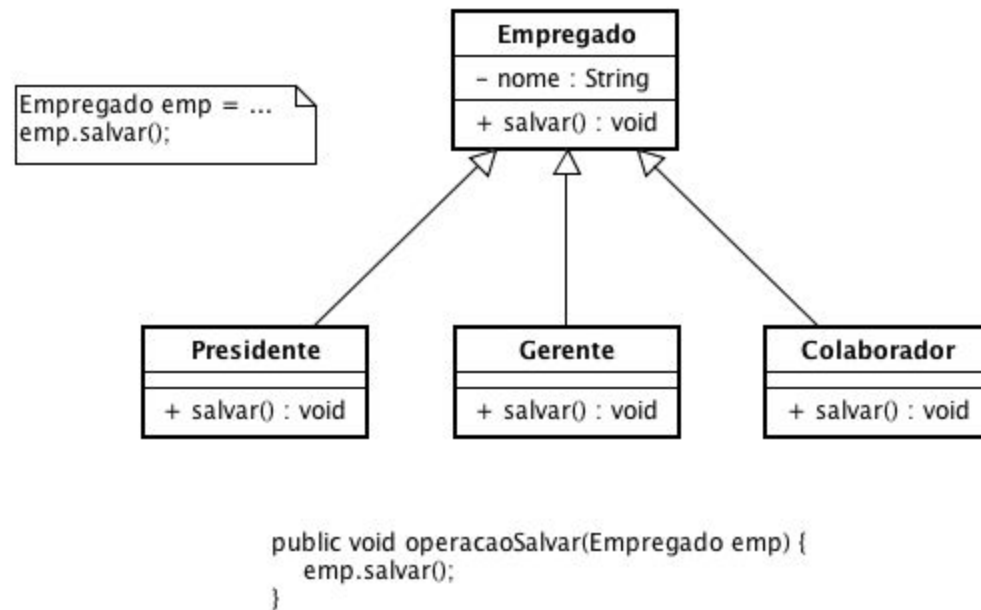 Empregado
- nome : String
+ salvar() : void
Empregado emp = ...
emp.salvar();
Presidente
+ salvar() : void
Gerente
+ salvar() : void
Colaborador
+ salvar() : void
public void operacaoSalvar(Empregado emp) {
emp.salvar();
}